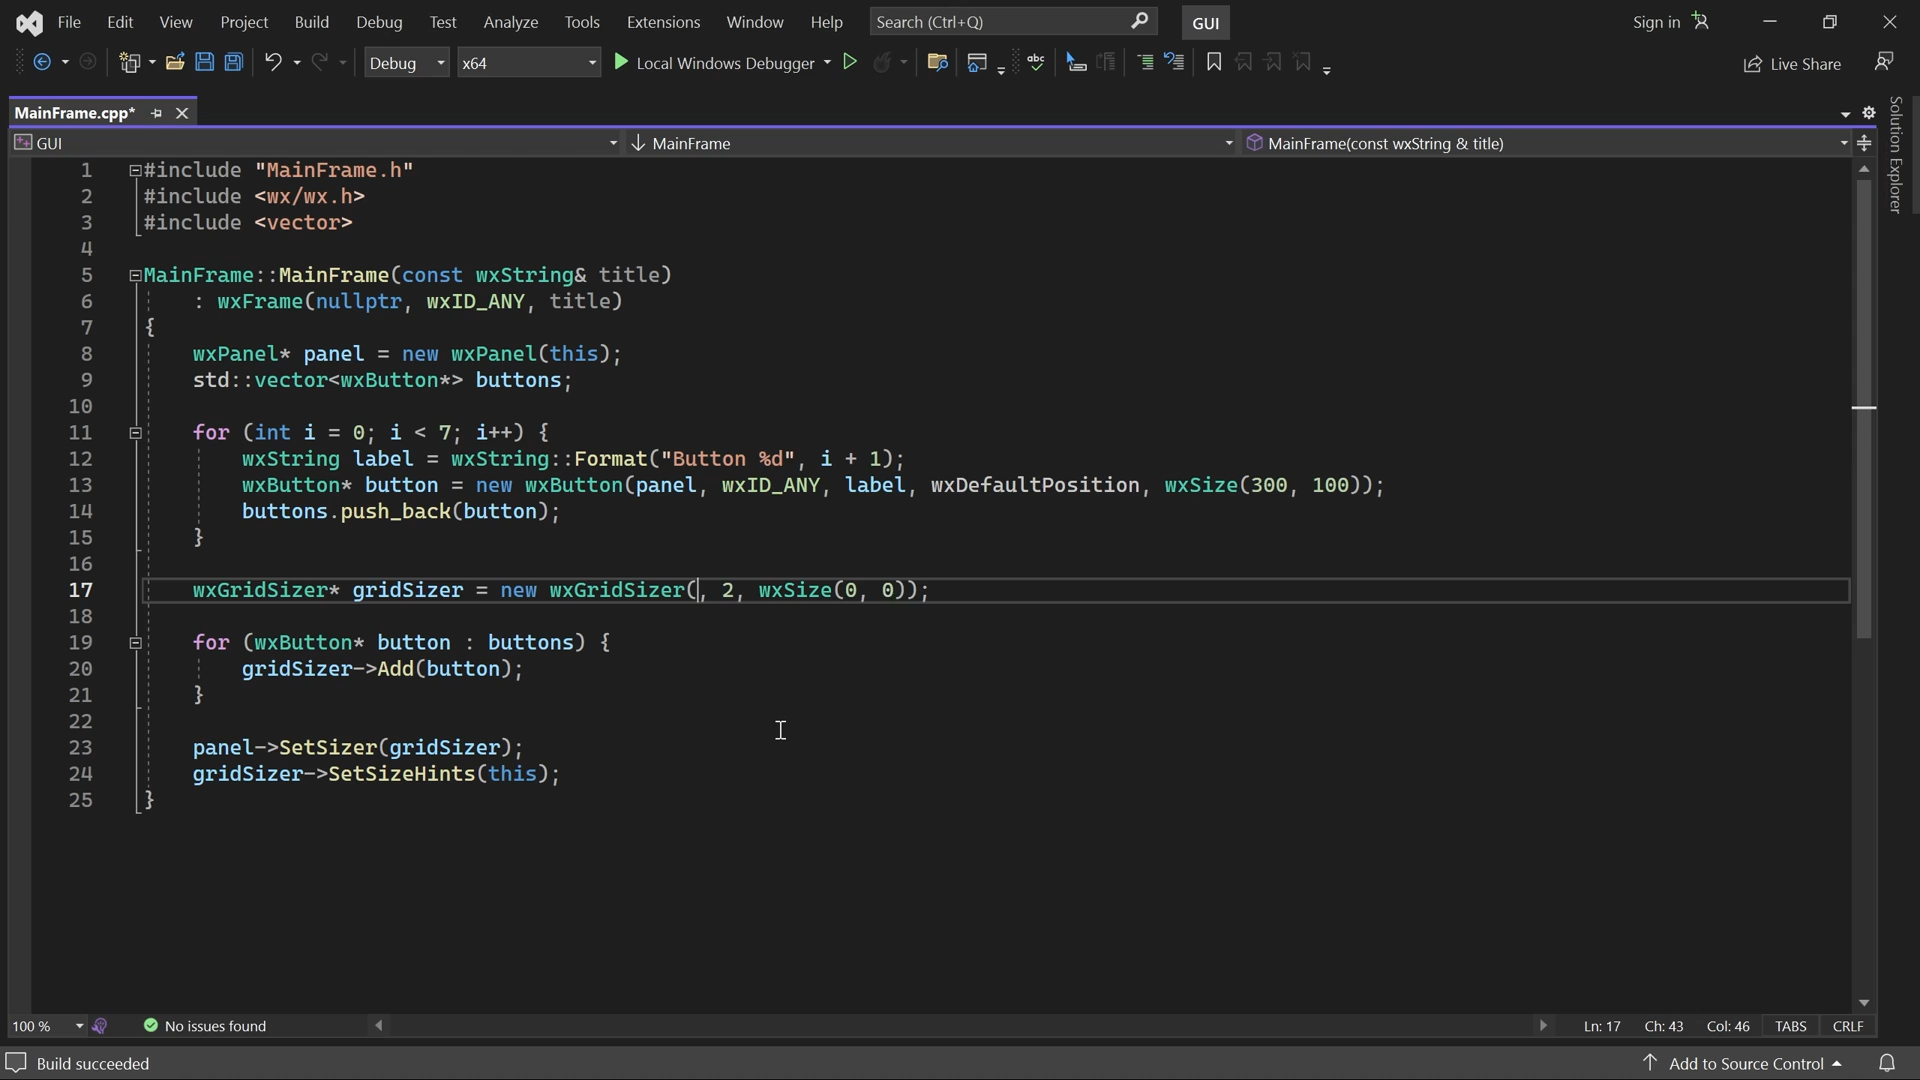 File Edit View Project Build Debug Test Analyze Tools Extensions Window Help Search (Ctrl+Q) GUI Sign in
Debug x64 Local Windows Debugger Live Share
MainFrame.cpp*
GUI MainFrame MainFrame(const wxString & title)
Solution Explorer
1 #include "MainFrame.h"
2 #include <wx/wx.h>
3 #include <vector>
4
5 MainFrame::MainFrame(const wxString& title)
6 : wxFrame(nullptr, wxID_ANY, title)
7 {
8 wxPanel* panel = new wxPanel(this);
9 std::vector<wxButton*> buttons;
10
11 for (int i = 0; i < 7; i++) {
12 wxString label = wxString::Format("Button %d", i + 1);
13 wxButton* button = new wxButton(panel, wxID_ANY, label, wxDefaultPosition, wxSize(300, 100));
14 buttons.push_back(button);
15 }
16
17 wxGridSizer* gridSizer = new wxGridSizer(, 2, wxSize(0, 0));
18
19 for (wxButton* button : buttons) {
20 gridSizer->Add(button);
21 }
22
23 panel->SetSizer(gridSizer);
24 gridSizer->SetSizeHints(this);
25 }
100 % No issues found Ln: 17 Ch: 43 Col: 46 TABS CRLF
Build succeeded Add to Source Control